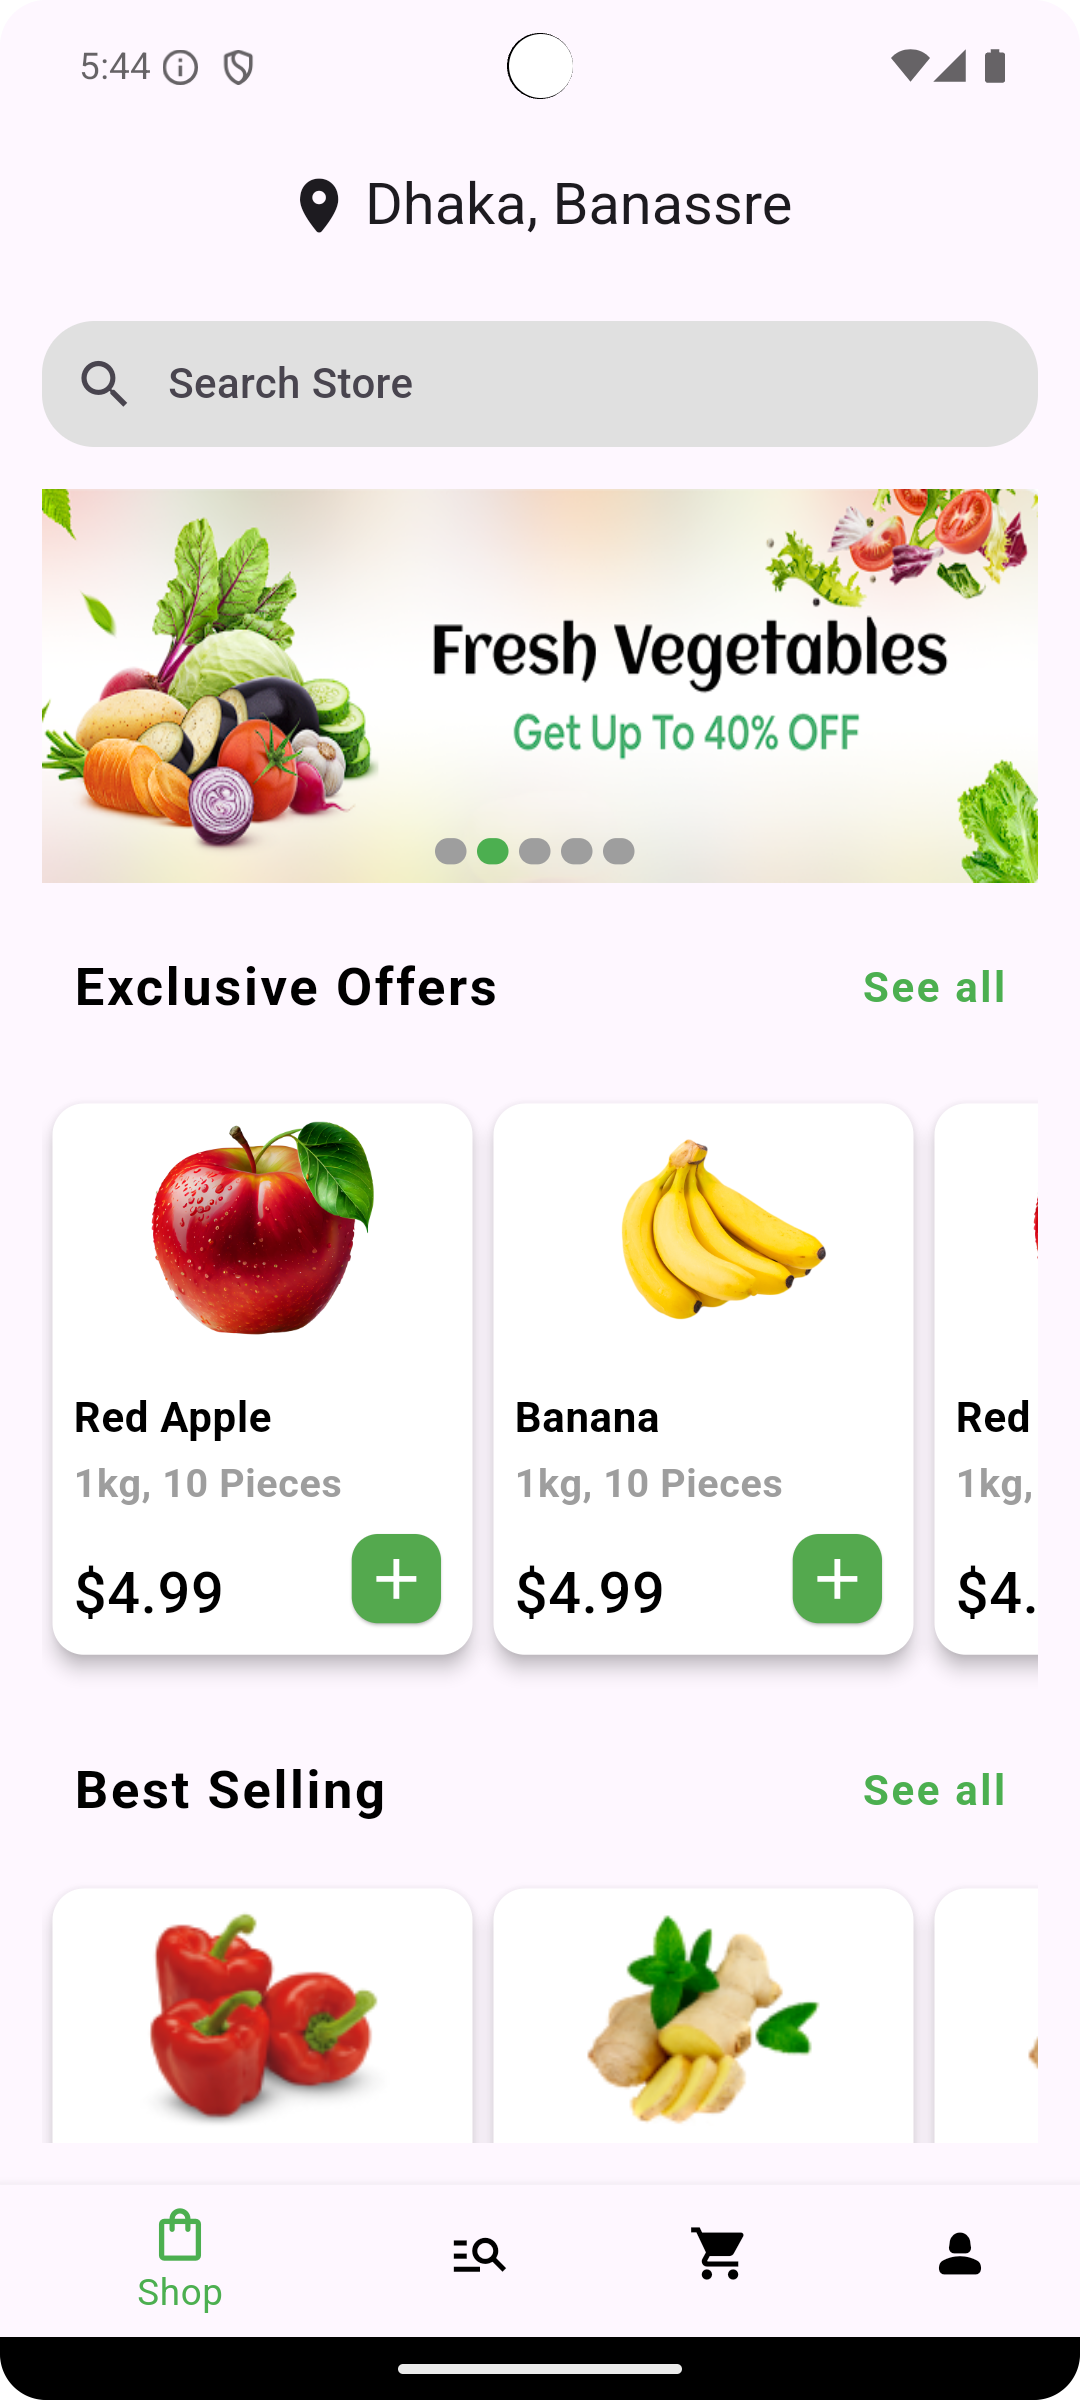 5:44
Dhaka, Banassre
Search Store
Fresh Vegetables
Get Up To 40% OFF
Exclusive Offers
See all
Red Apple
Banana
Red
1kg, 10 Pieces
1kg, 10 Pieces
1kg,
$4.99
$4.99
$4.
Best Selling
See all
Shop